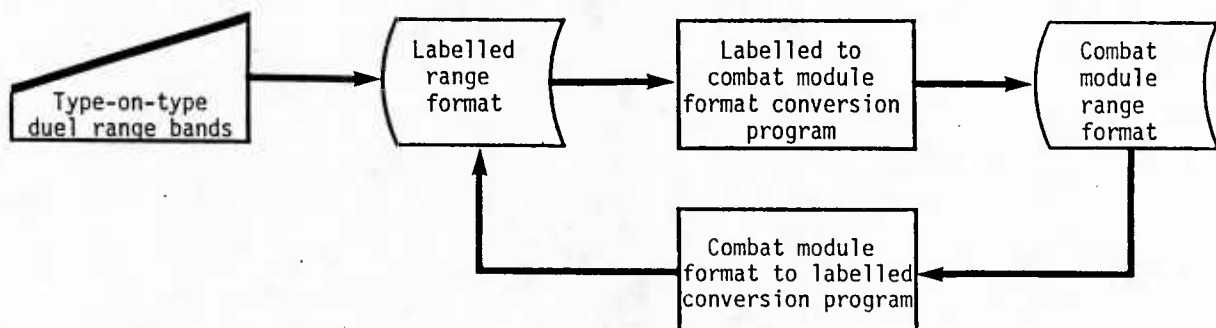 Type-on-type
duel range bands
Labelled
range
format
Labelled to
combat module
format conversion
program
Combat
module
range
format
Combat module
format to labelled
conversion program